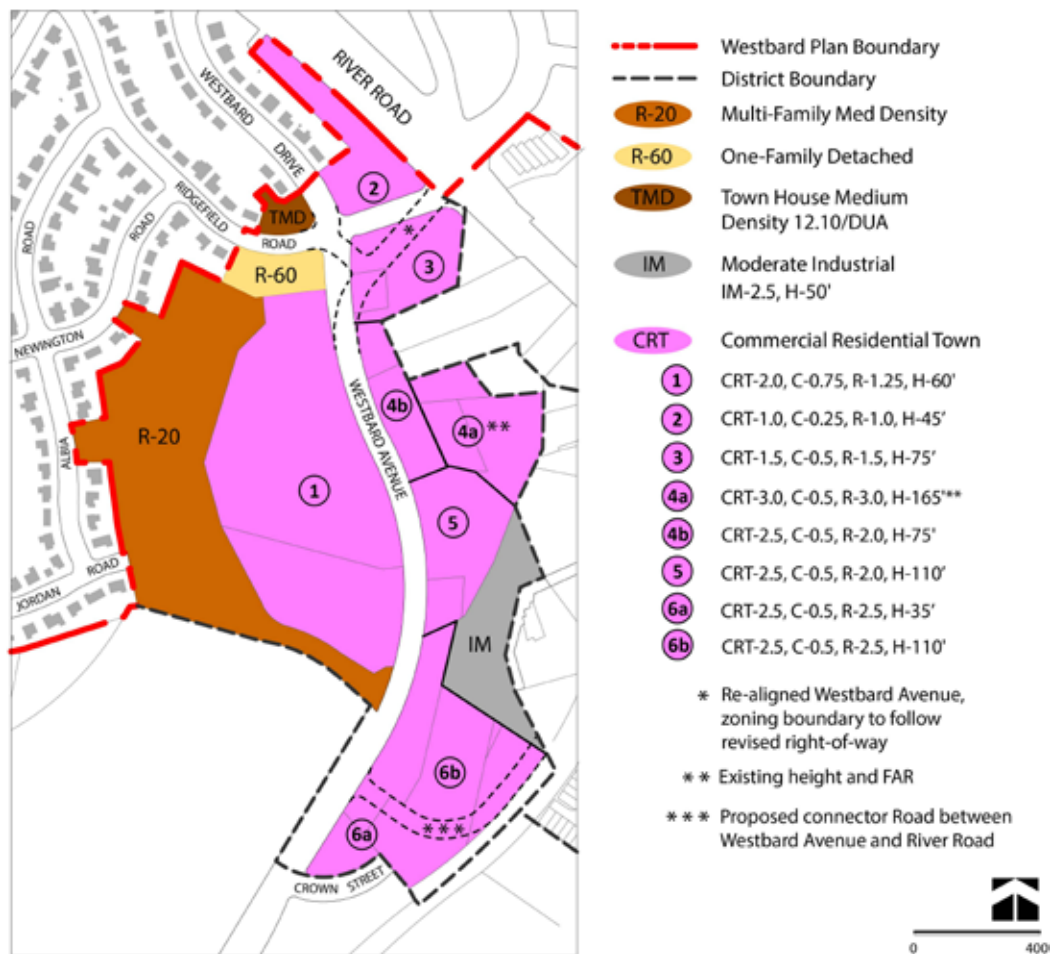 RIVER ROAD
WESTBARD
DRIVE
RIDGEFIELD
ROAD
ROAD
ROAD
NEWINGTON
ALBIA
JORDAN
ROAD
WESTBARD AVENUE
CROWN STREET
2
TMD
*
3
R-60
4b
4a **
R-20
1
5
IM
6b
***
6a
Westbard Plan Boundary
District Boundary
R-20 Multi-Family Med Density
R-60 One-Family Detached
TMD Town House Medium
Density 12.10/DUA
IM Moderate Industrial
IM-2.5, H-50'
CRT Commercial Residential Town
1 CRT-2.0, C-0.75, R-1.25, H-60'
2 CRT-1.0, C-0.25, R-1.0, H-45'
3 CRT-1.5, C-0.5, R-1.5, H-75'
4a CRT-3.0, C-0.5, R-3.0, H-165'**
4b CRT-2.5, C-0.5, R-2.0, H-75'
5 CRT-2.5, C-0.5, R-2.0, H-110'
6a CRT-2.5, C-0.5, R-2.5, H-35'
6b CRT-2.5, C-0.5, R-2.5, H-110'
* Re-aligned Westbard Avenue,
zoning boundary to follow
revised right-of-way
** Existing height and FAR
*** Proposed connector Road between
Westbard Avenue and River Road
0 400